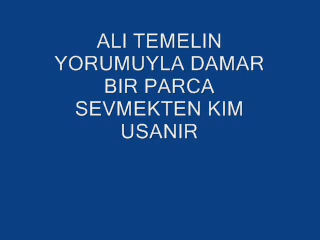 ALI TEMELIN
YORUMUYLA DAMAR
BIR PARCA
SEVMEKTEN KIM
USANIR